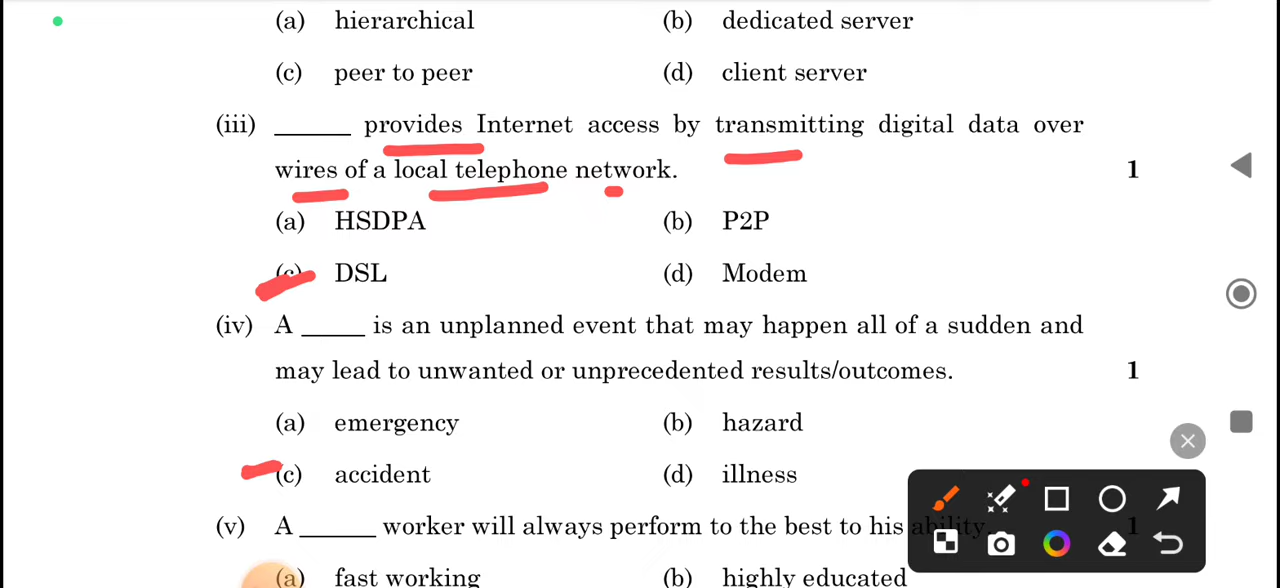 (a) hierarchical (b) dedicated server
(c) peer to peer (d) client server
(iii) ______ provides Internet access by transmitting digital data over
wires of a local telephone network. 1
(a) HSDPA (b) P2P
(c) DSL (d) Modem
(iv) A _____ is an unplanned event that may happen all of a sudden and
may lead to unwanted or unprecedented results/outcomes. 1
(a) emergency (b) hazard
(c) accident (d) illness
(v) A ______ worker will always perform to the best to his ability. 1
(a) fast working (b) highly educated